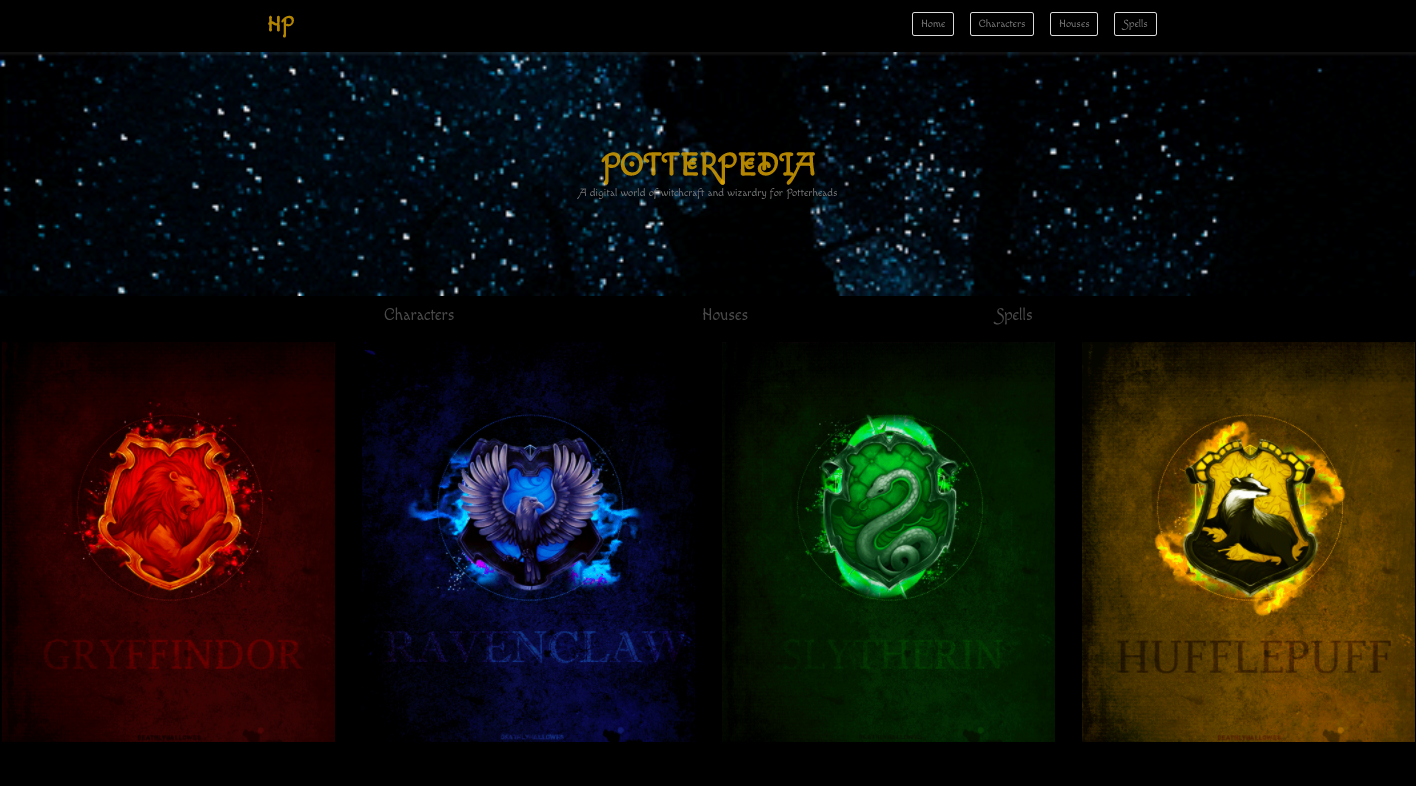 HP
Home Characters Houses Spells
POTTERPEDIA
A digital world of witchcraft and wizardry for Potterheads
Characters Houses Spells
GRYFFINDOR RAVENCLAW SLYTHERIN HUFFLEPUFF